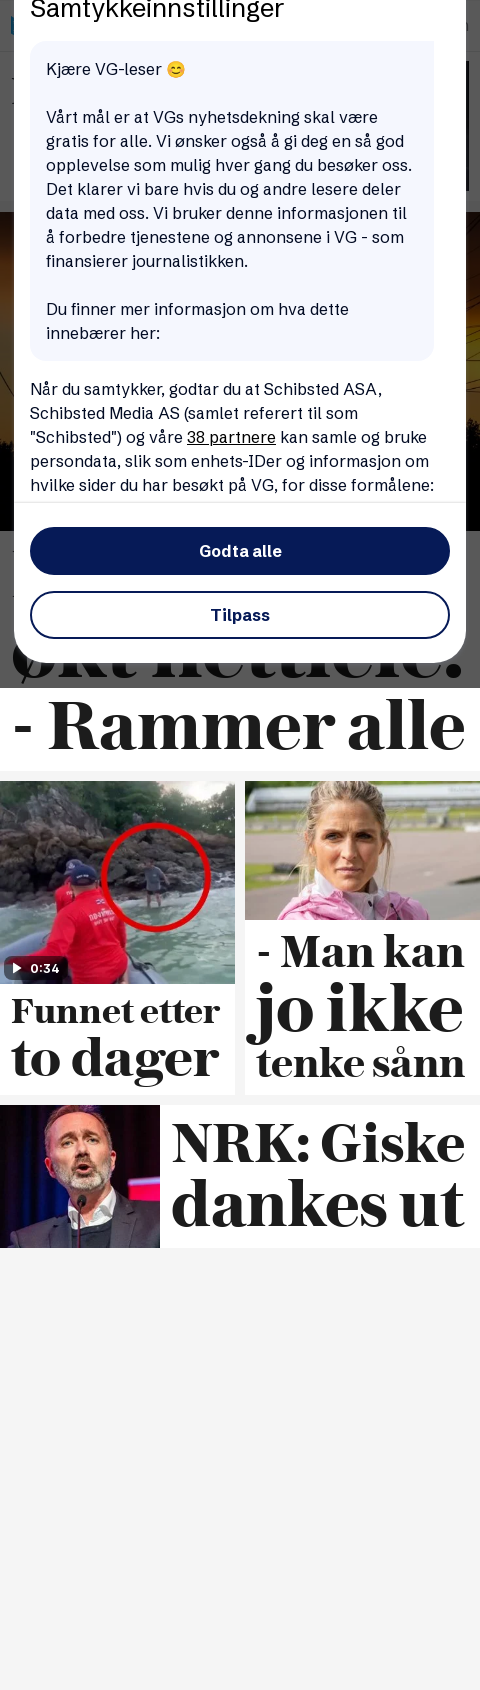 Samtykkeinnstillinger
Kjære VG-leser 😊
Vårt mål er at VGs nyhetsdekning skal være
gratis for alle. Vi ønsker også å gi deg en så god
opplevelse som mulig hver gang du besøker oss.
Det klarer vi bare hvis du og andre lesere deler
data med oss. Vi bruker denne informasjonen til
å forbedre tjenestene og annonsene i VG - som
finansierer journalistikken.
Du finner mer informasjon om hva dette
innebærer her:
Når du samtykker, godtar du at Schibsted ASA,
Schibsted Media AS (samlet referert til som
"Schibsted") og våre 38 partnere kan samle og bruke
persondata, slik som enhets-IDer og informasjon om
hvilke sider du har besøkt på VG, for disse formålene:
Godta alle
Tilpass
økt nettleie:
- Rammer alle
0:34
Funnet etter
to dager
- Man kan
jo ikke
tenke sånn
NRK: Giske
dankes ut